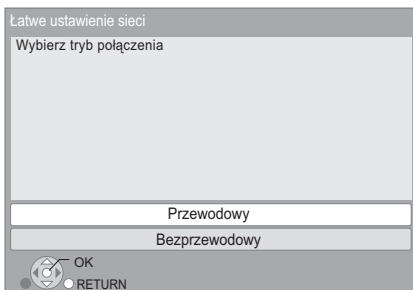 Łatwe ustawienie sieci
Wybierz tryb połączenia
Przewodowy
Bezprzewodowy
OK
RETURN